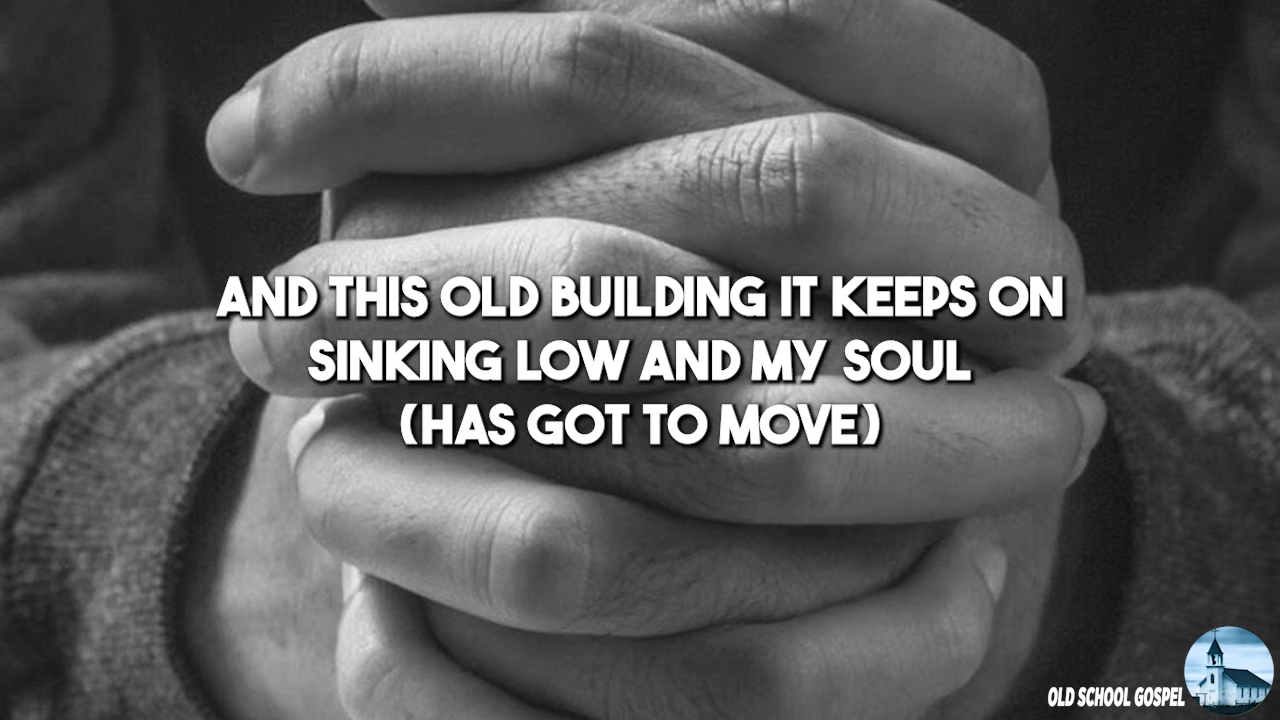 AND THIS OLD BUILDING IT KEEPS ON
SINKING LOW AND MY SOUL
(HAS GOT TO MOVE)
OLD SCHOOL GOSPEL